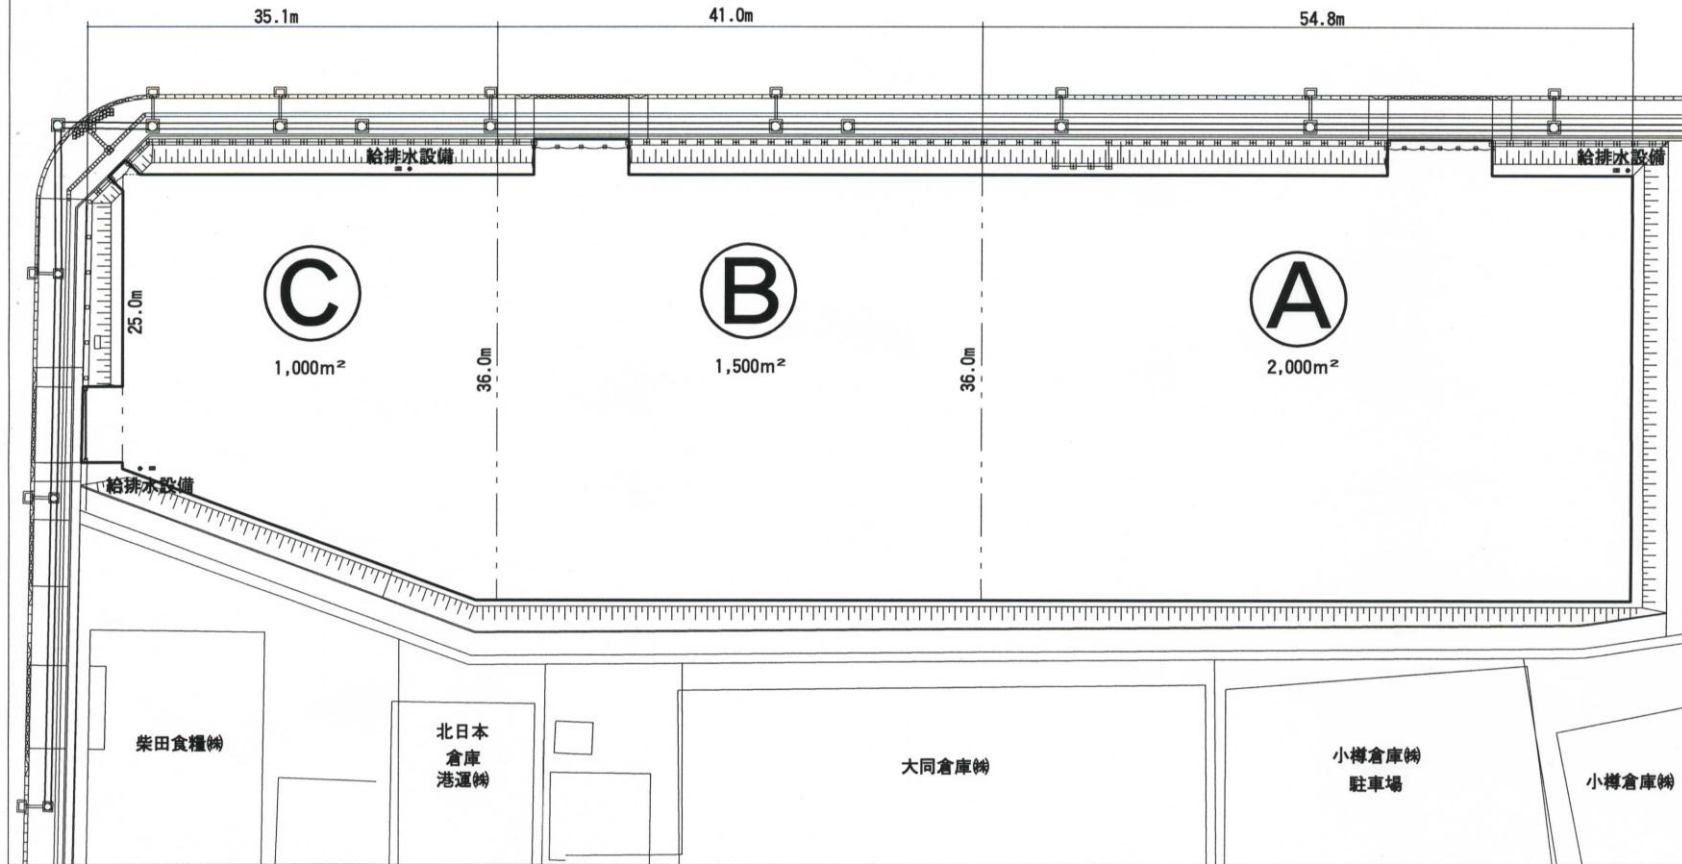 35.1m
41.0m
54.8m
給排水設備
給排水設備
C
B
A
25.0m
1,000m²
36.0m
1,500m²
36.0m
2,000m²
給排水設備
柴田食糧㈱
北日本
倉庫
港運㈱
大同倉庫㈱
小樽倉庫㈱
駐車場
小樽倉庫㈱